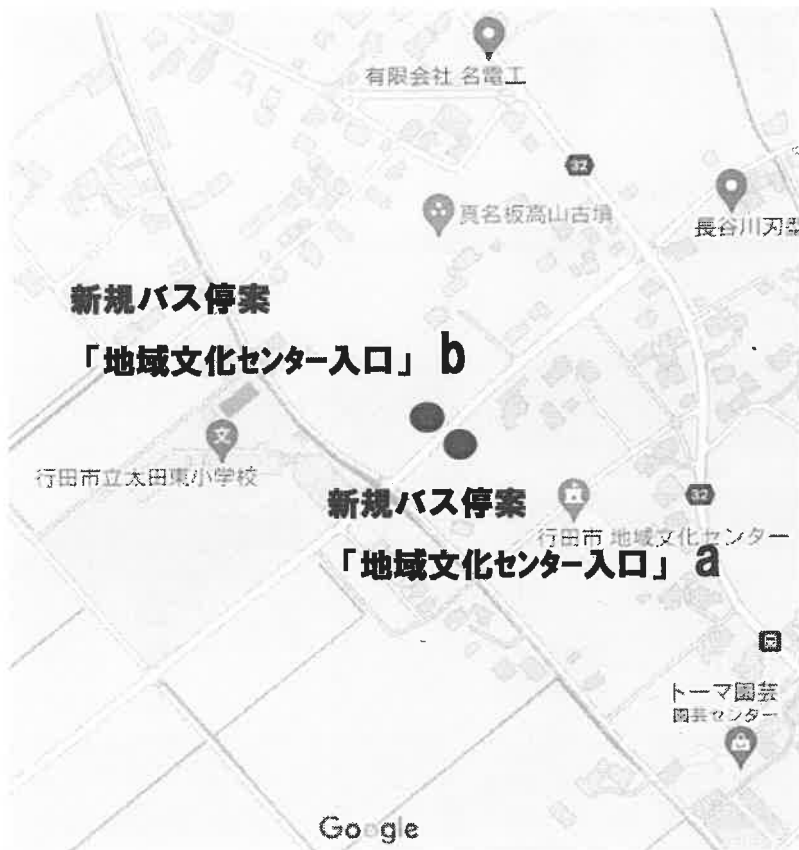 有限会社 名電工
32
真名板高山古墳
長谷川刃
新規バス停案
「地域文化センター入口」 b
文
行田市立太田東小学校
新規バス停案
32
行田市 地域文化センター
「地域文化センター入口」 a
トーマ園芸
園芸センター
Google